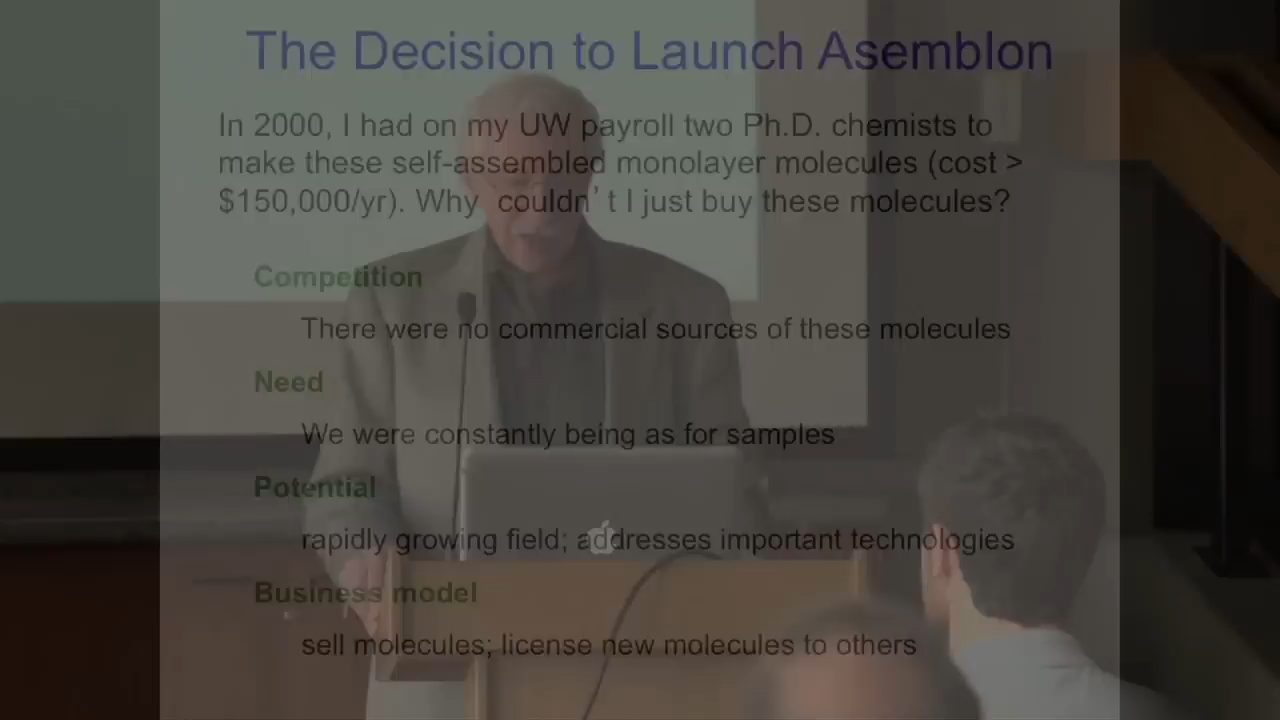 The Decision to Launch Asemblon
In 2000, I had on my UW payroll two Ph.D. chemists to
make these self-assembled monolayer molecules (cost >
$150,000/yr). Why couldn't I just buy these molecules?
Competition
There were no commercial sources of these molecules
Need
We were constantly being as for samples
Potential
rapidly growing field; addresses important technologies
Business model
sell molecules; license new molecules to others